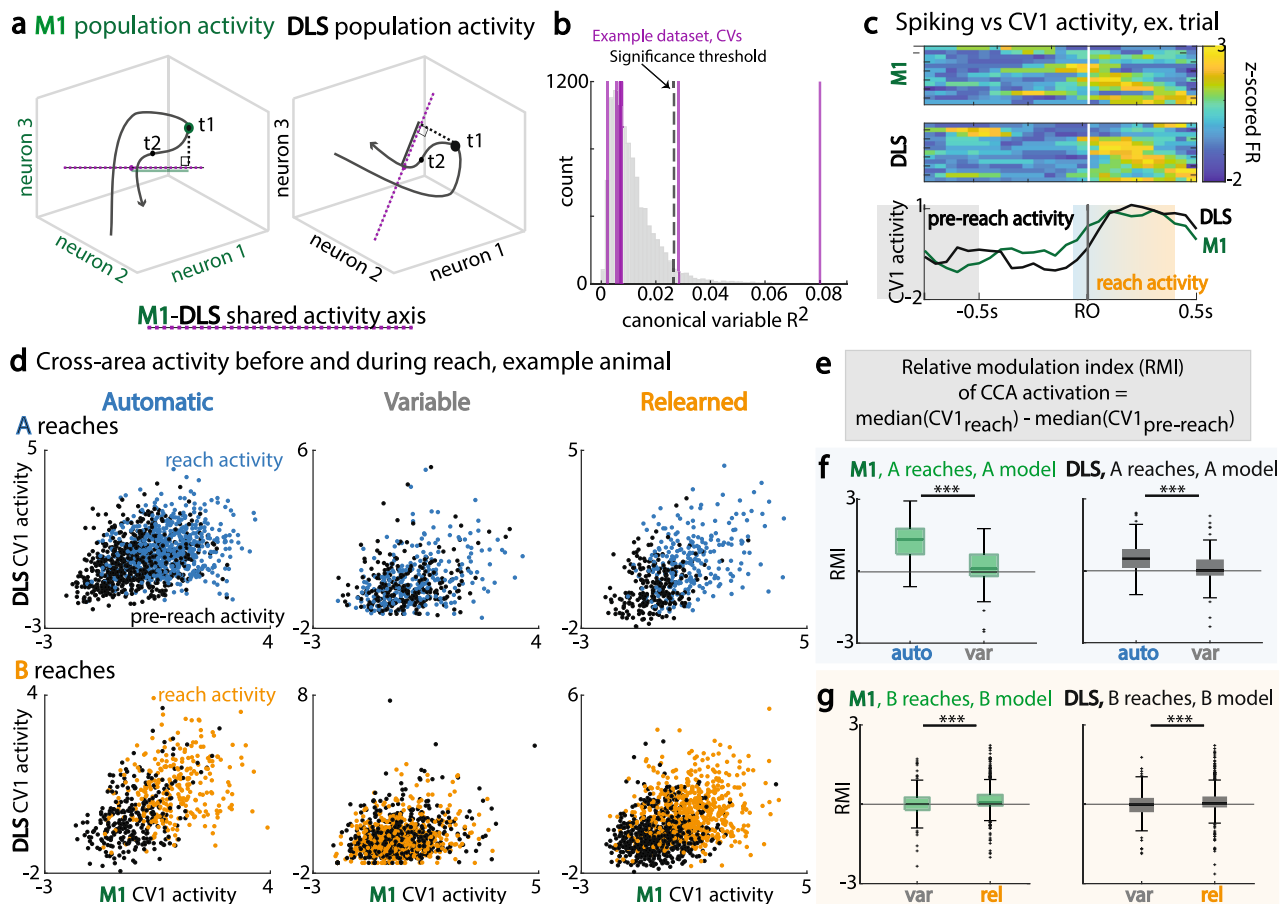 a M1 population activity
DLS population activity
neuron 3
neuron 2
neuron 1
t1
t2
neuron 3
neuron 2
neuron 1
t1
t2
M1-DLS shared activity axis
b
Example dataset, CVs
Significance threshold
1200
count
0
0
0.02
0.04
0.06
0.08
canonical variable R²
c Spiking vs CV1 activity, ex. trial
M1
DLS
3
z-scored FR
-2
1
CV1 activity
-2
pre-reach activity
DLS
M1
reach activity
-0.5s
RO
0.5s
d Cross-area activity before and during reach, example animal
Automatic
Variable
Relearned
A reaches
5
reach activity
DLS CV1 activity
pre-reach activity
-3
-3
4
6
-2
-3
4
5
-2
-3
5
B reaches
4
reach activity
DLS CV1 activity
-2
-3
4
M1 CV1 activity
8
-2
-3
5
M1 CV1 activity
6
-2
-3
5
M1 CV1 activity
e
Relative modulation index (RMI)
of CCA activation =
median(CV1reach) - median(CV1pre-reach)
f M1, A reaches, A model
DLS, A reaches, A model
***
***
3
RMI
-3
auto
var
auto
var
g M1, B reaches, B model
DLS, B reaches, B model
***
***
3
RMI
-3
var
rel
var
rel